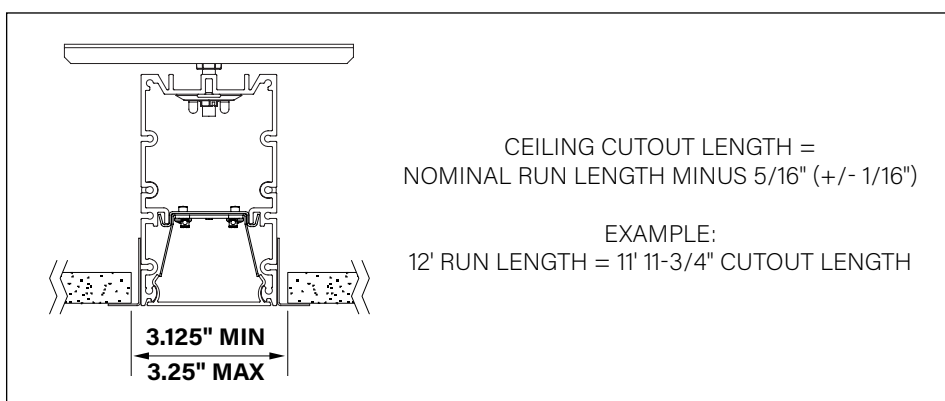 CEILING CUTOUT LENGTH =
NOMINAL RUN LENGTH MINUS 5/16" (+/- 1/16")
EXAMPLE:
12' RUN LENGTH = 11' 11-3/4" CUTOUT LENGTH
3.125" MIN
3.25" MAX